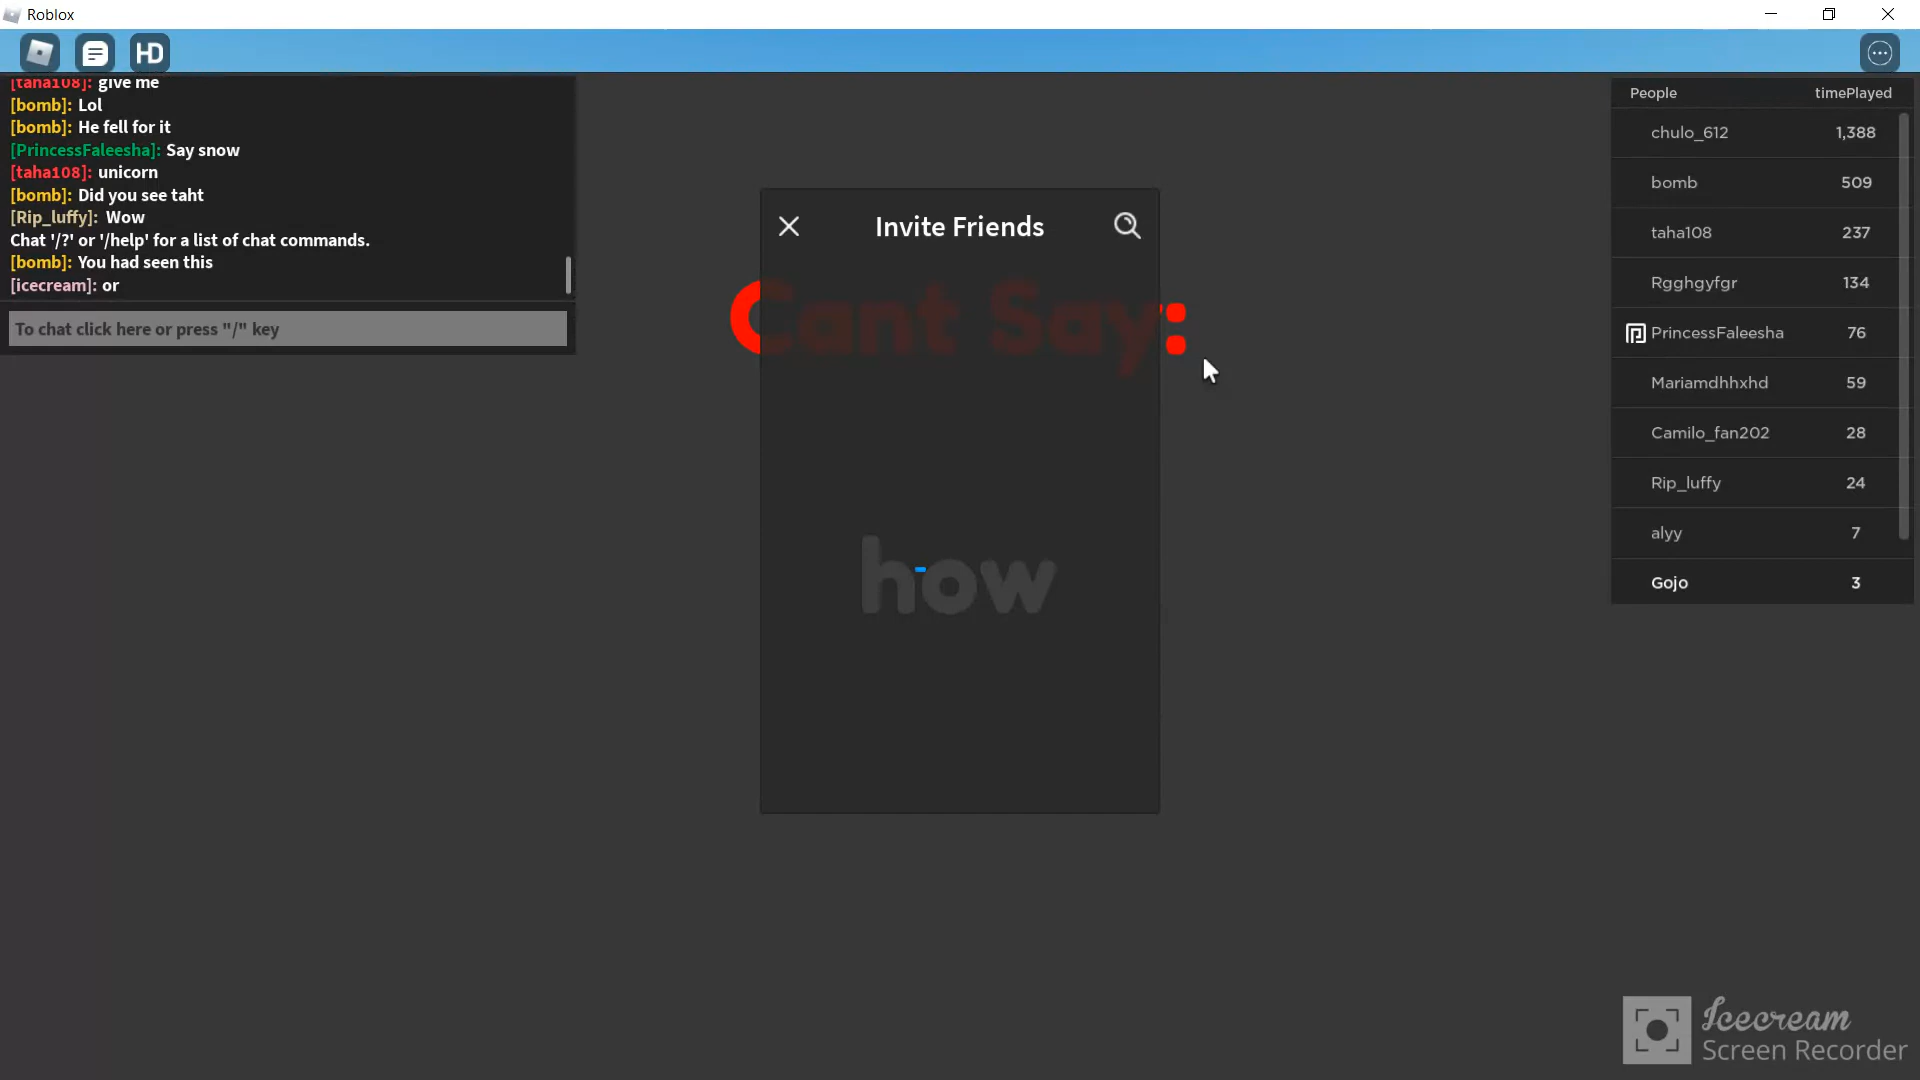 Roblox
HD
[taha108]: give me
[bomb]: Lol
[bomb]: He fell for it
[PrincessFaleesha]: Say snow
[taha108]: unicorn
[bomb]: Did you see taht
[Rip_luffy]: Wow
Chat '/?' or '/help' for a list of chat commands.
[bomb]: You had seen this
[icecream]: or
To chat click here or press "/" key
Invite Friends
Cant Say:
how
People timePlayed
chulo_612 1,388
bomb 509
taha108 237
Rgghgyfgr 134
PrincessFaleesha 76
Mariamdhhxhd 59
Camilo_fan202 28
Rip_luffy 24
alyy 7
Gojo 3
Icecream
Screen Recorder